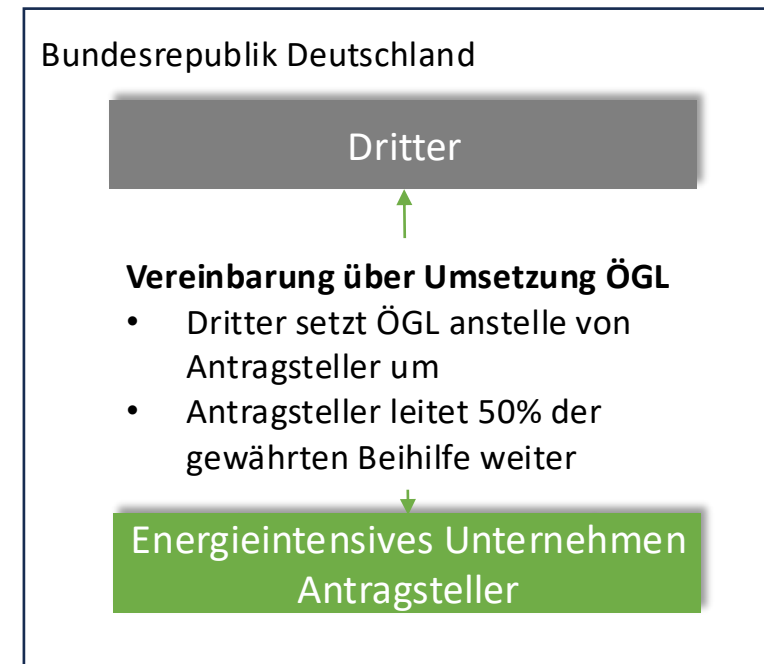 Bundesrepublik Deutschland
Dritter
Vereinbarung über Umsetzung ÖGL
• Dritter setzt ÖGL anstelle von
Antragsteller um
• Antragsteller leitet 50% der
gewährten Beihilfe weiter
Energieintensives Unternehmen
Antragsteller